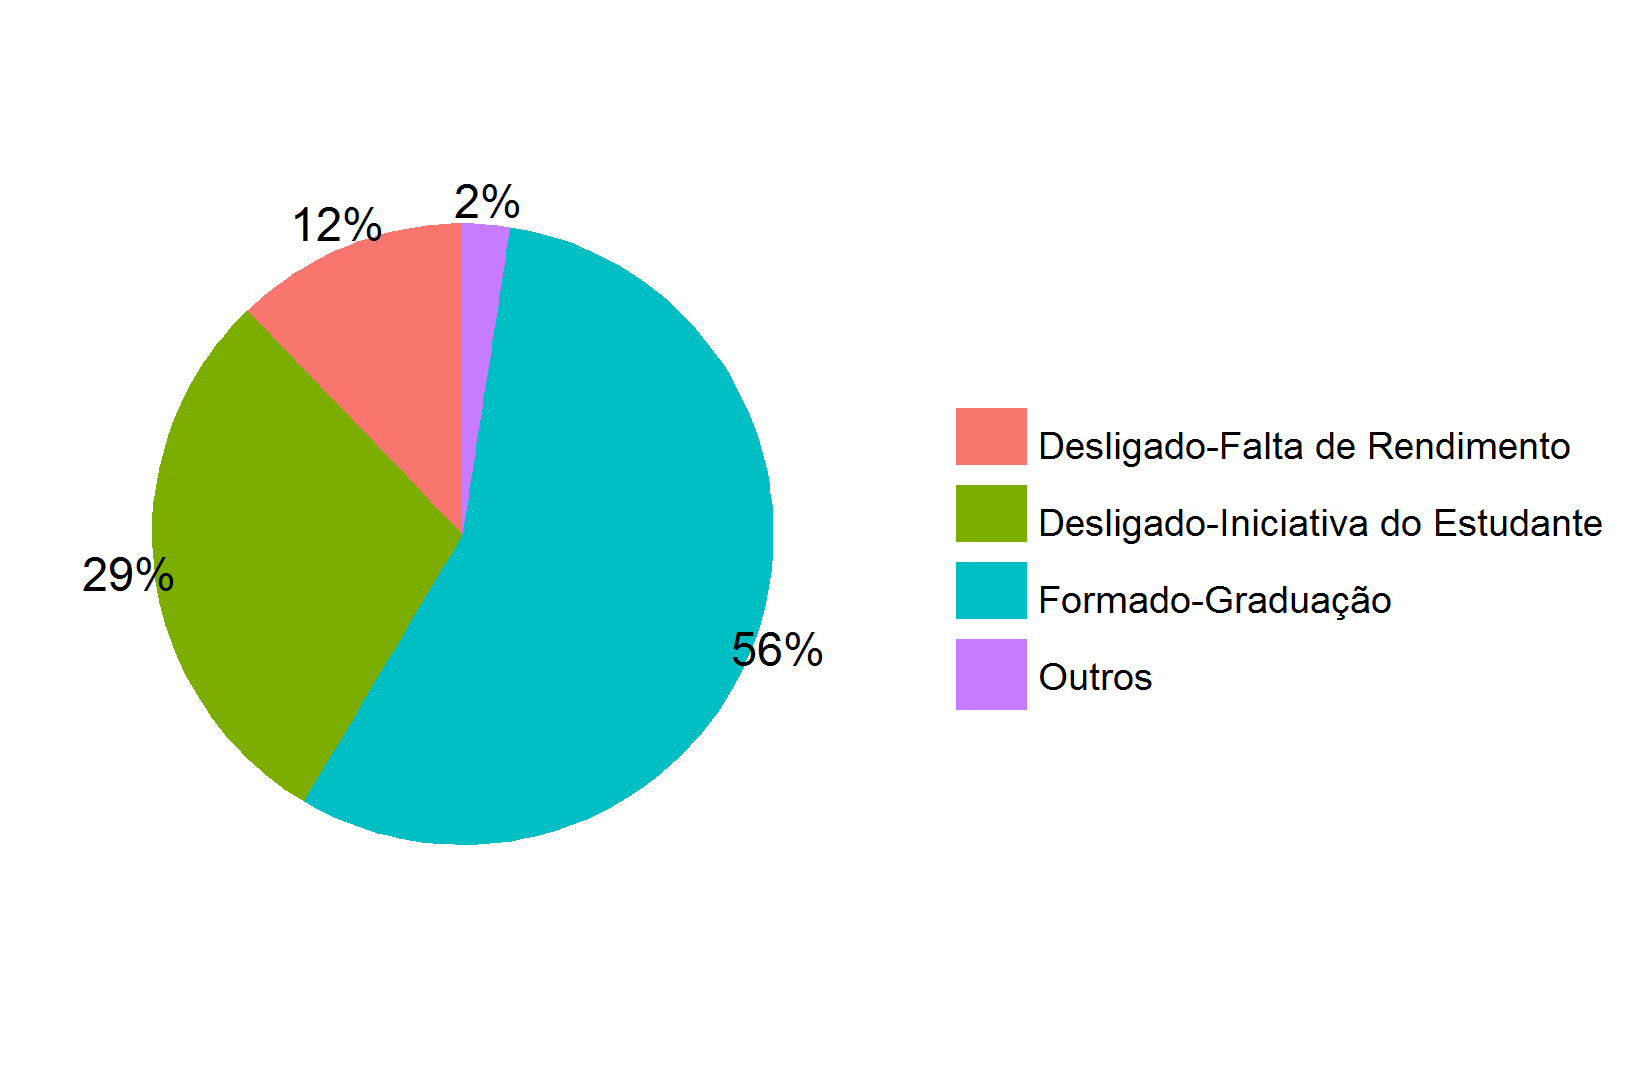 2%
12%
29%
56%
Desligado-Falta de Rendimento
Desligado-Iniciativa do Estudante
Formado-Graduação
Outros